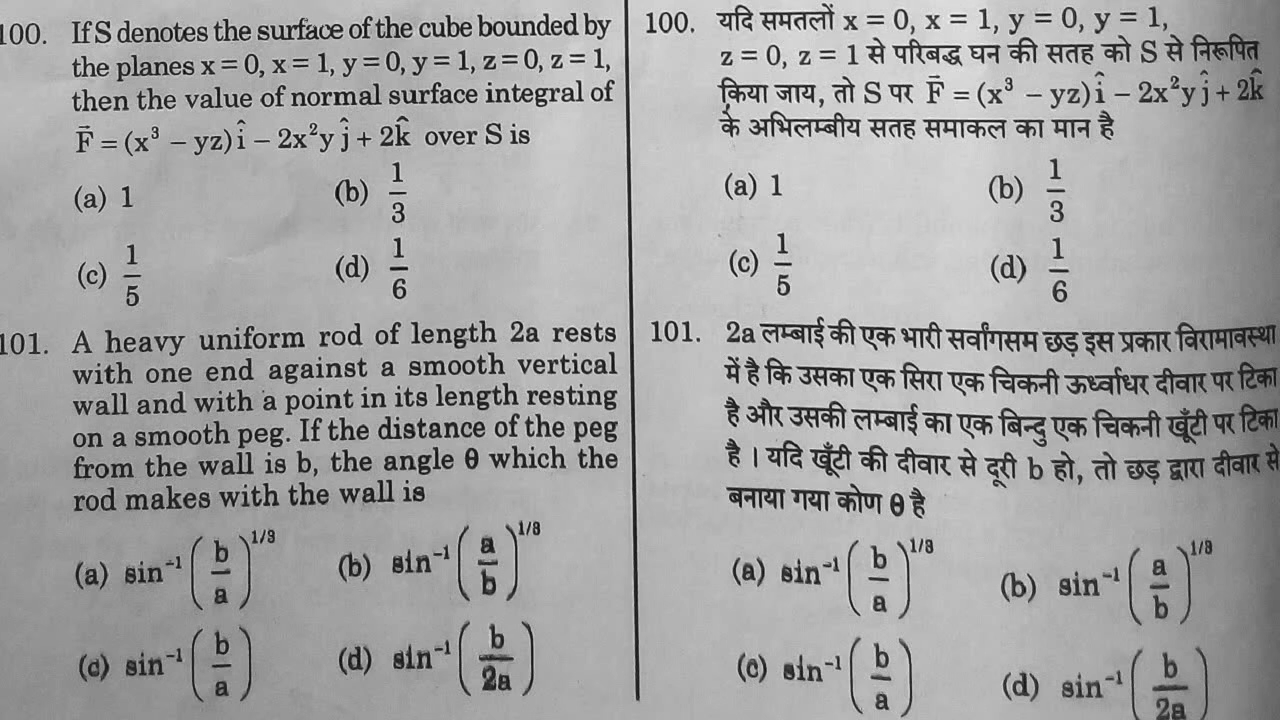 100. If S denotes the surface of the cube bounded by
the planes x = 0, x = 1, y = 0, y = 1, z = 0, z = 1,
then the value of normal surface integral of
F̄ = (x³ − yz) î − 2x²y ĵ + 2k̂ over S is
(a) 1 (b) 1/3
(c) 1/5 (d) 1/6
101. A heavy uniform rod of length 2a rests
with one end against a smooth vertical
wall and with a point in its length resting
on a smooth peg. If the distance of the peg
from the wall is b, the angle θ which the
rod makes with the wall is
(a) sin⁻¹ (b/a)^1/3 (b) sin⁻¹ (a/b)^1/3
(c) sin⁻¹ (b/a) (d) sin⁻¹ (b/2a)
100. यदि समतलों x = 0, x = 1, y = 0, y = 1,
z = 0, z = 1 से परिबद्ध घन की सतह को S से निरूपित
किया जाय, तो S पर F̄ = (x³ − yz) î − 2x²y ĵ + 2k̂
के अभिलम्बीय सतह समाकल का मान है
(a) 1 (b) 1/3
(c) 1/5 (d) 1/6
101. 2a लम्बाई की एक भारी सर्वांगसम छड़ इस प्रकार विरामावस्था
में है कि उसका एक सिरा एक चिकनी ऊर्ध्वाधर दीवार पर टिका
है और उसकी लम्बाई का एक बिन्दु एक चिकनी खूँटी पर टिका
है । यदि खूँटी की दीवार से दूरी b हो, तो छड़ द्वारा दीवार से
बनाया गया कोण θ है
(a) sin⁻¹ (b/a)^1/3 (b) sin⁻¹ (a/b)^1/3
(c) sin⁻¹ (b/a) (d) sin⁻¹ (b/2a)